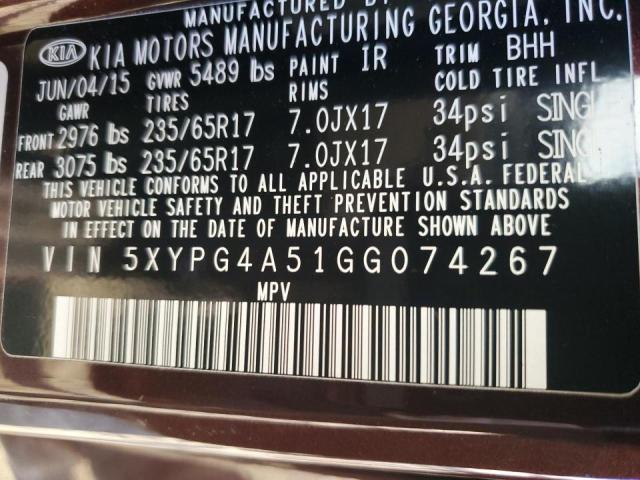 MANUFACTURED BY
KIA KIA MOTORS MANUFACTURING GEORGIA, INC.
JUN/04/15 GVWR 5489 lbs PAINT IR TRIM BHH
GAWR TIRES RIMS COLD TIRE INFL
FRONT 2976 lbs 235/65R17 7.0JX17 34psi SINGL
REAR 3075 lbs 235/65R17 7.0JX17 34psi SING
THIS VEHICLE CONFORMS TO ALL APPLICABLE U.S.A. FEDERAL
MOTOR VEHICLE SAFETY AND THEFT PREVENTION STANDARDS
IN EFFECT ON THE DATE OF MANUFACTURE SHOWN ABOVE
VIN 5XYPG4A51GG074267
MPV